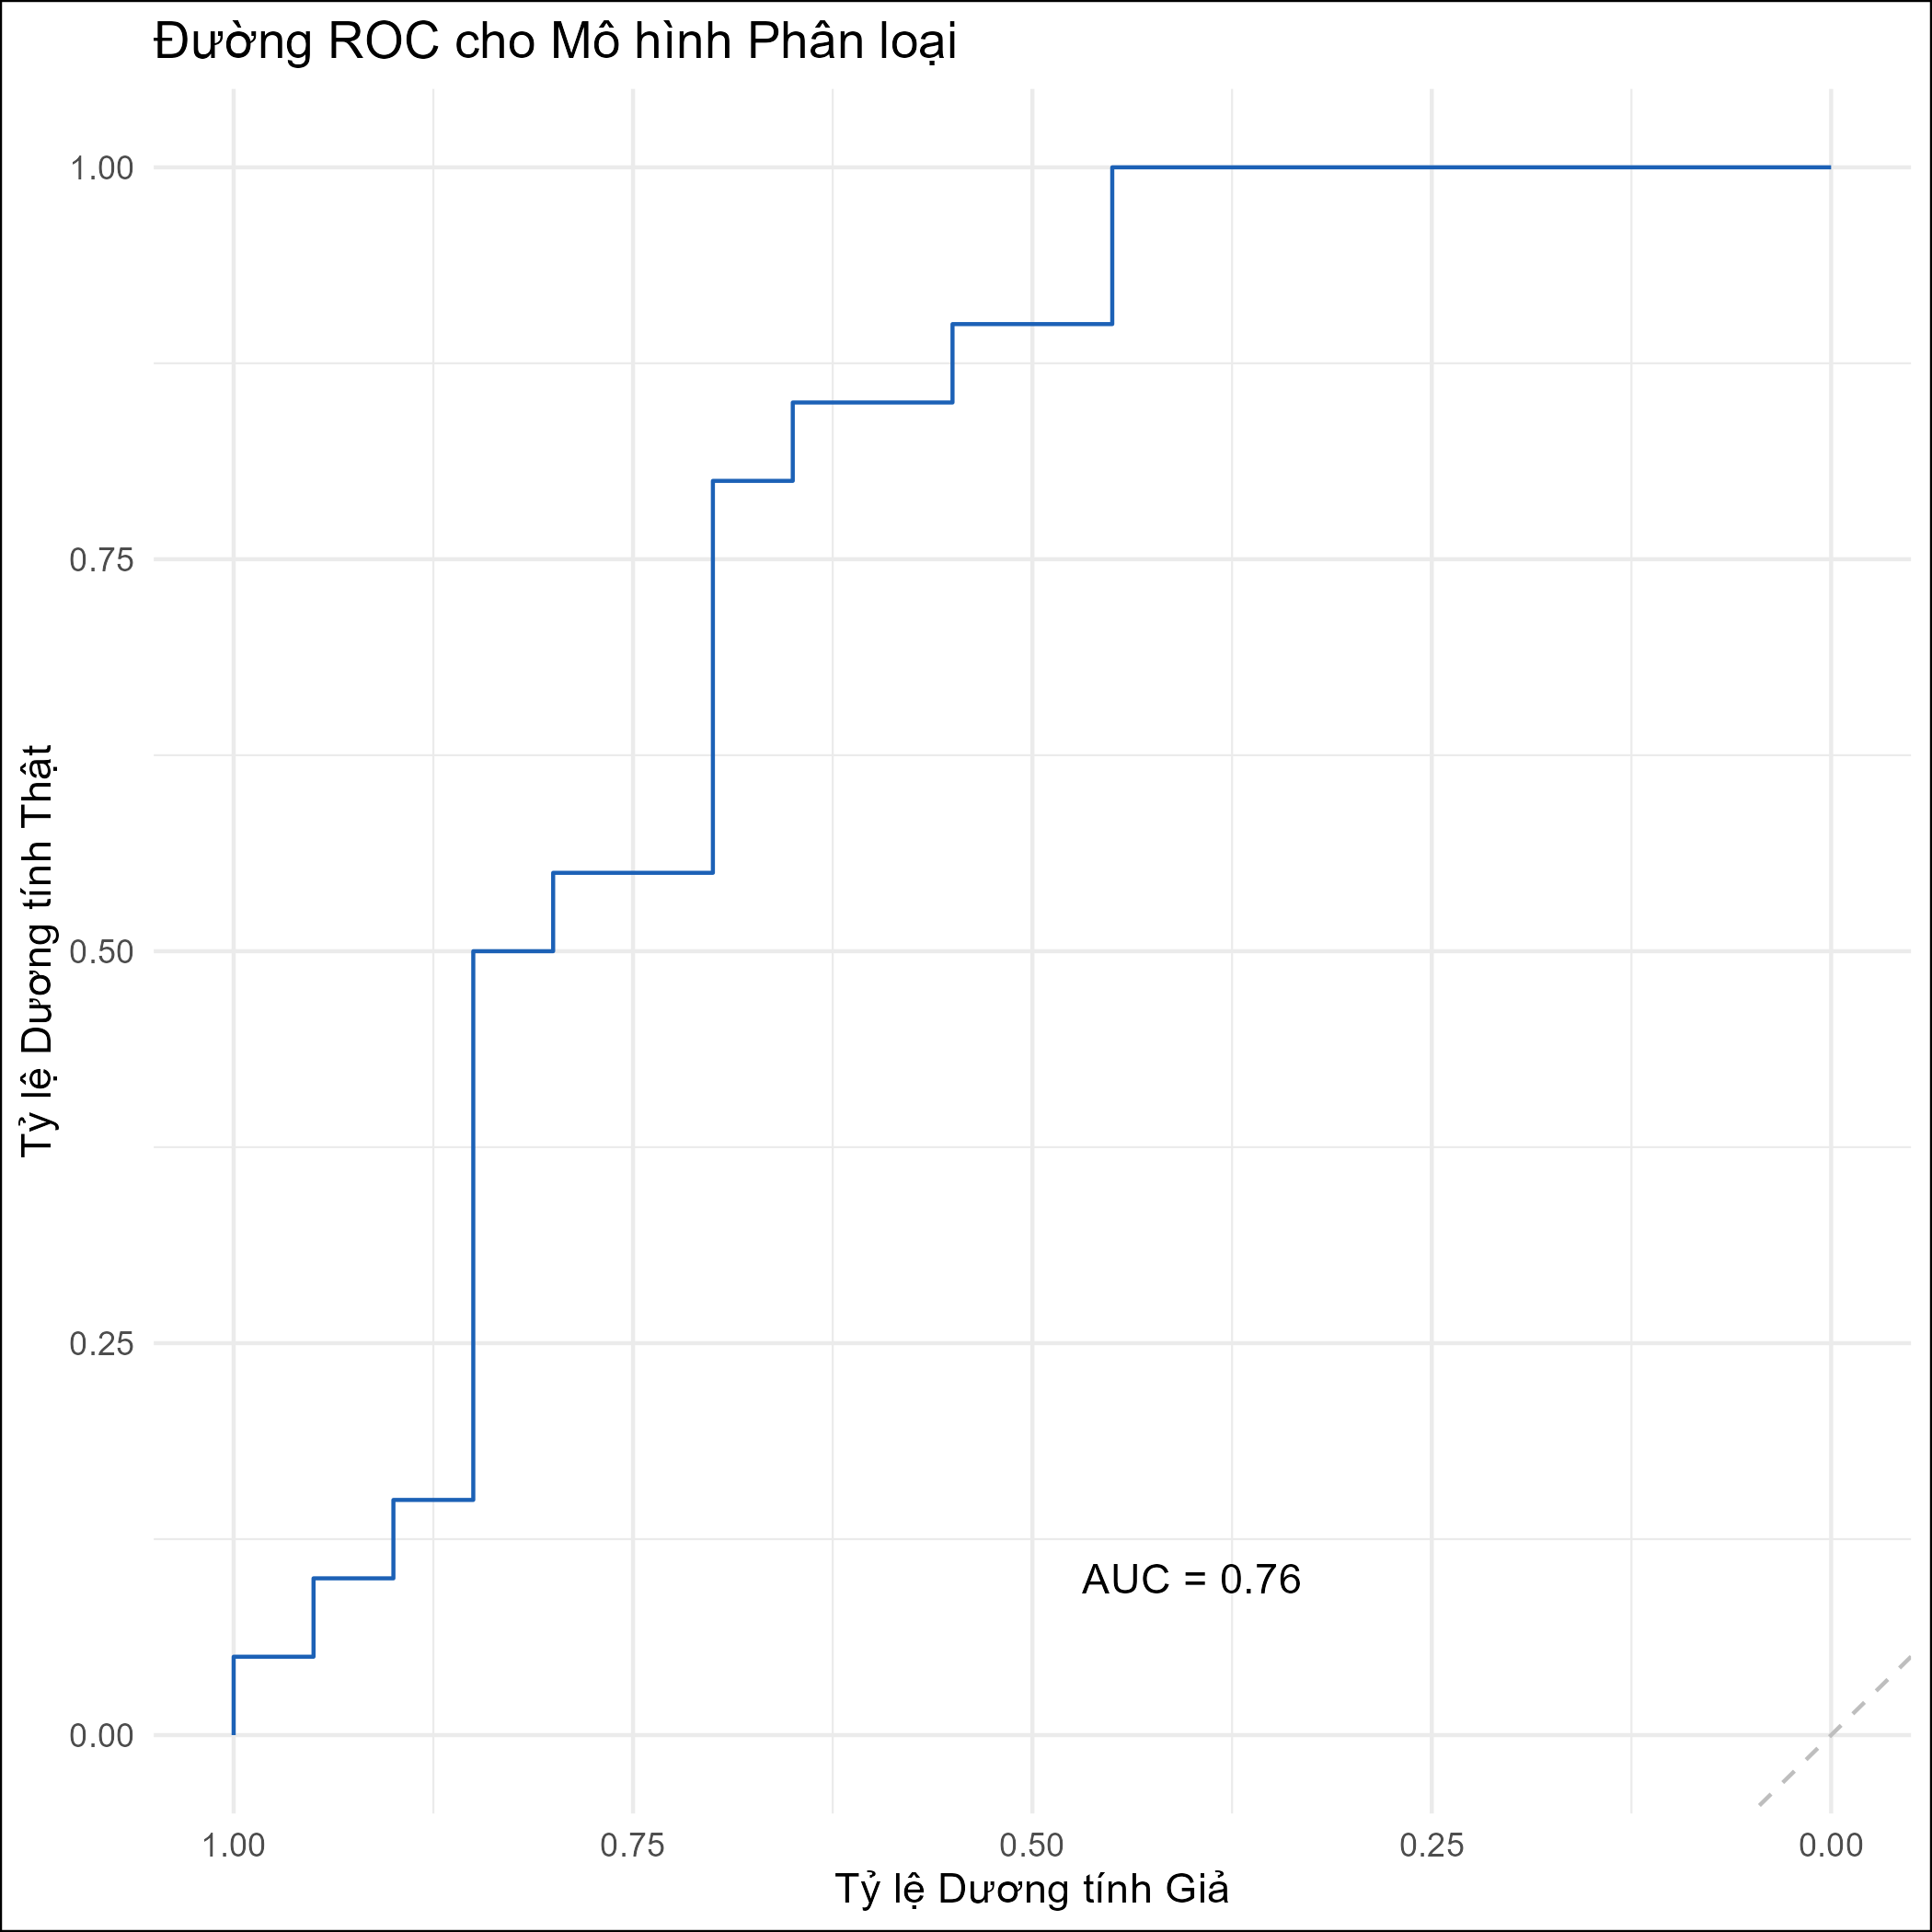 Đường ROC cho Mô hình Phân loại
Tỷ lệ Dương tính Thật
1.00
0.75
0.50
0.25
0.00
AUC = 0.76
1.00
0.75
0.50
0.25
0.00
Tỷ lệ Dương tính Giả